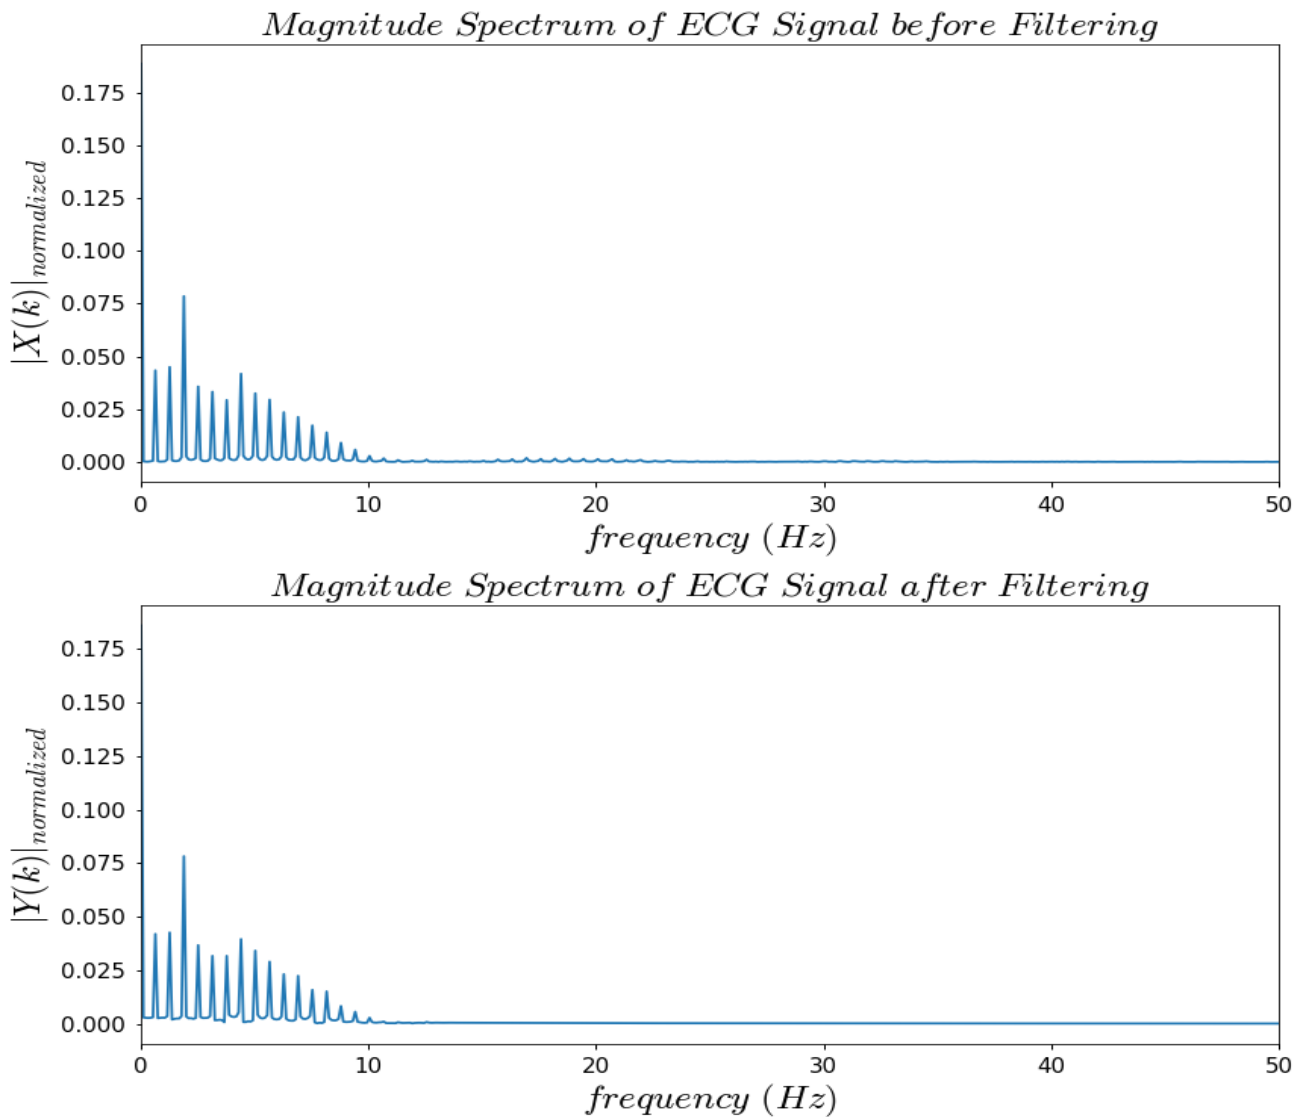 Magnitude Spectrum of ECG Signal before Filtering
0.175
0.150
0.125
0.100
0.075
0.050
0.025
0.000
|X(k)|normalized
0 10 20 30 40 50
frequency (Hz)
Magnitude Spectrum of ECG Signal after Filtering
0.175
0.150
0.125
0.100
0.075
0.050
0.025
0.000
|Y(k)|normalized
0 10 20 30 40 50
frequency (Hz)